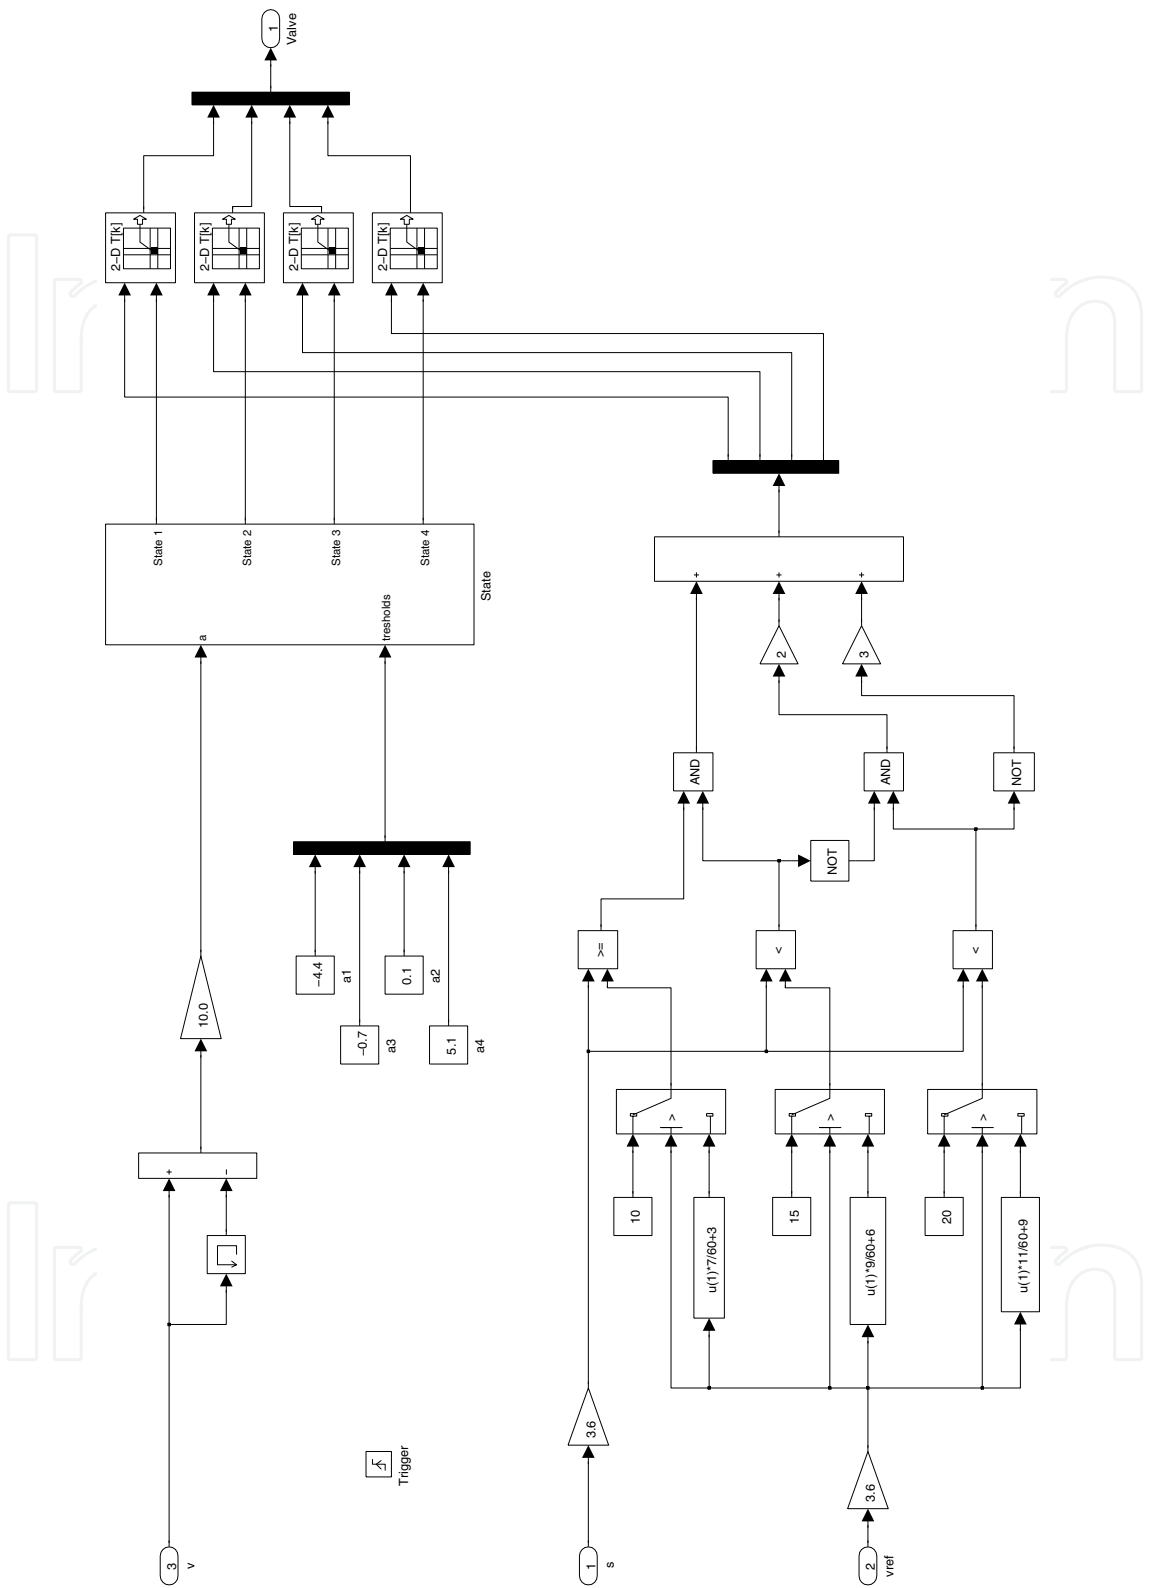 3
v
+
−
10.0
Trigger
−4.4
a1
−0.7
a3
0.1
a2
5.1
a4
a
tresholds
State 1
State 2
State 3
State 4
State
2−D T[k]
2−D T[k]
2−D T[k]
2−D T[k]
1
Valve
1
s
3.6
2
vref
3.6
10
u(1)*7/60+3
>
15
u(1)*9/60+6
>
20
u(1)*11/60+9
>
>=
<
<
AND
NOT
AND
NOT
2
3
+
+
+